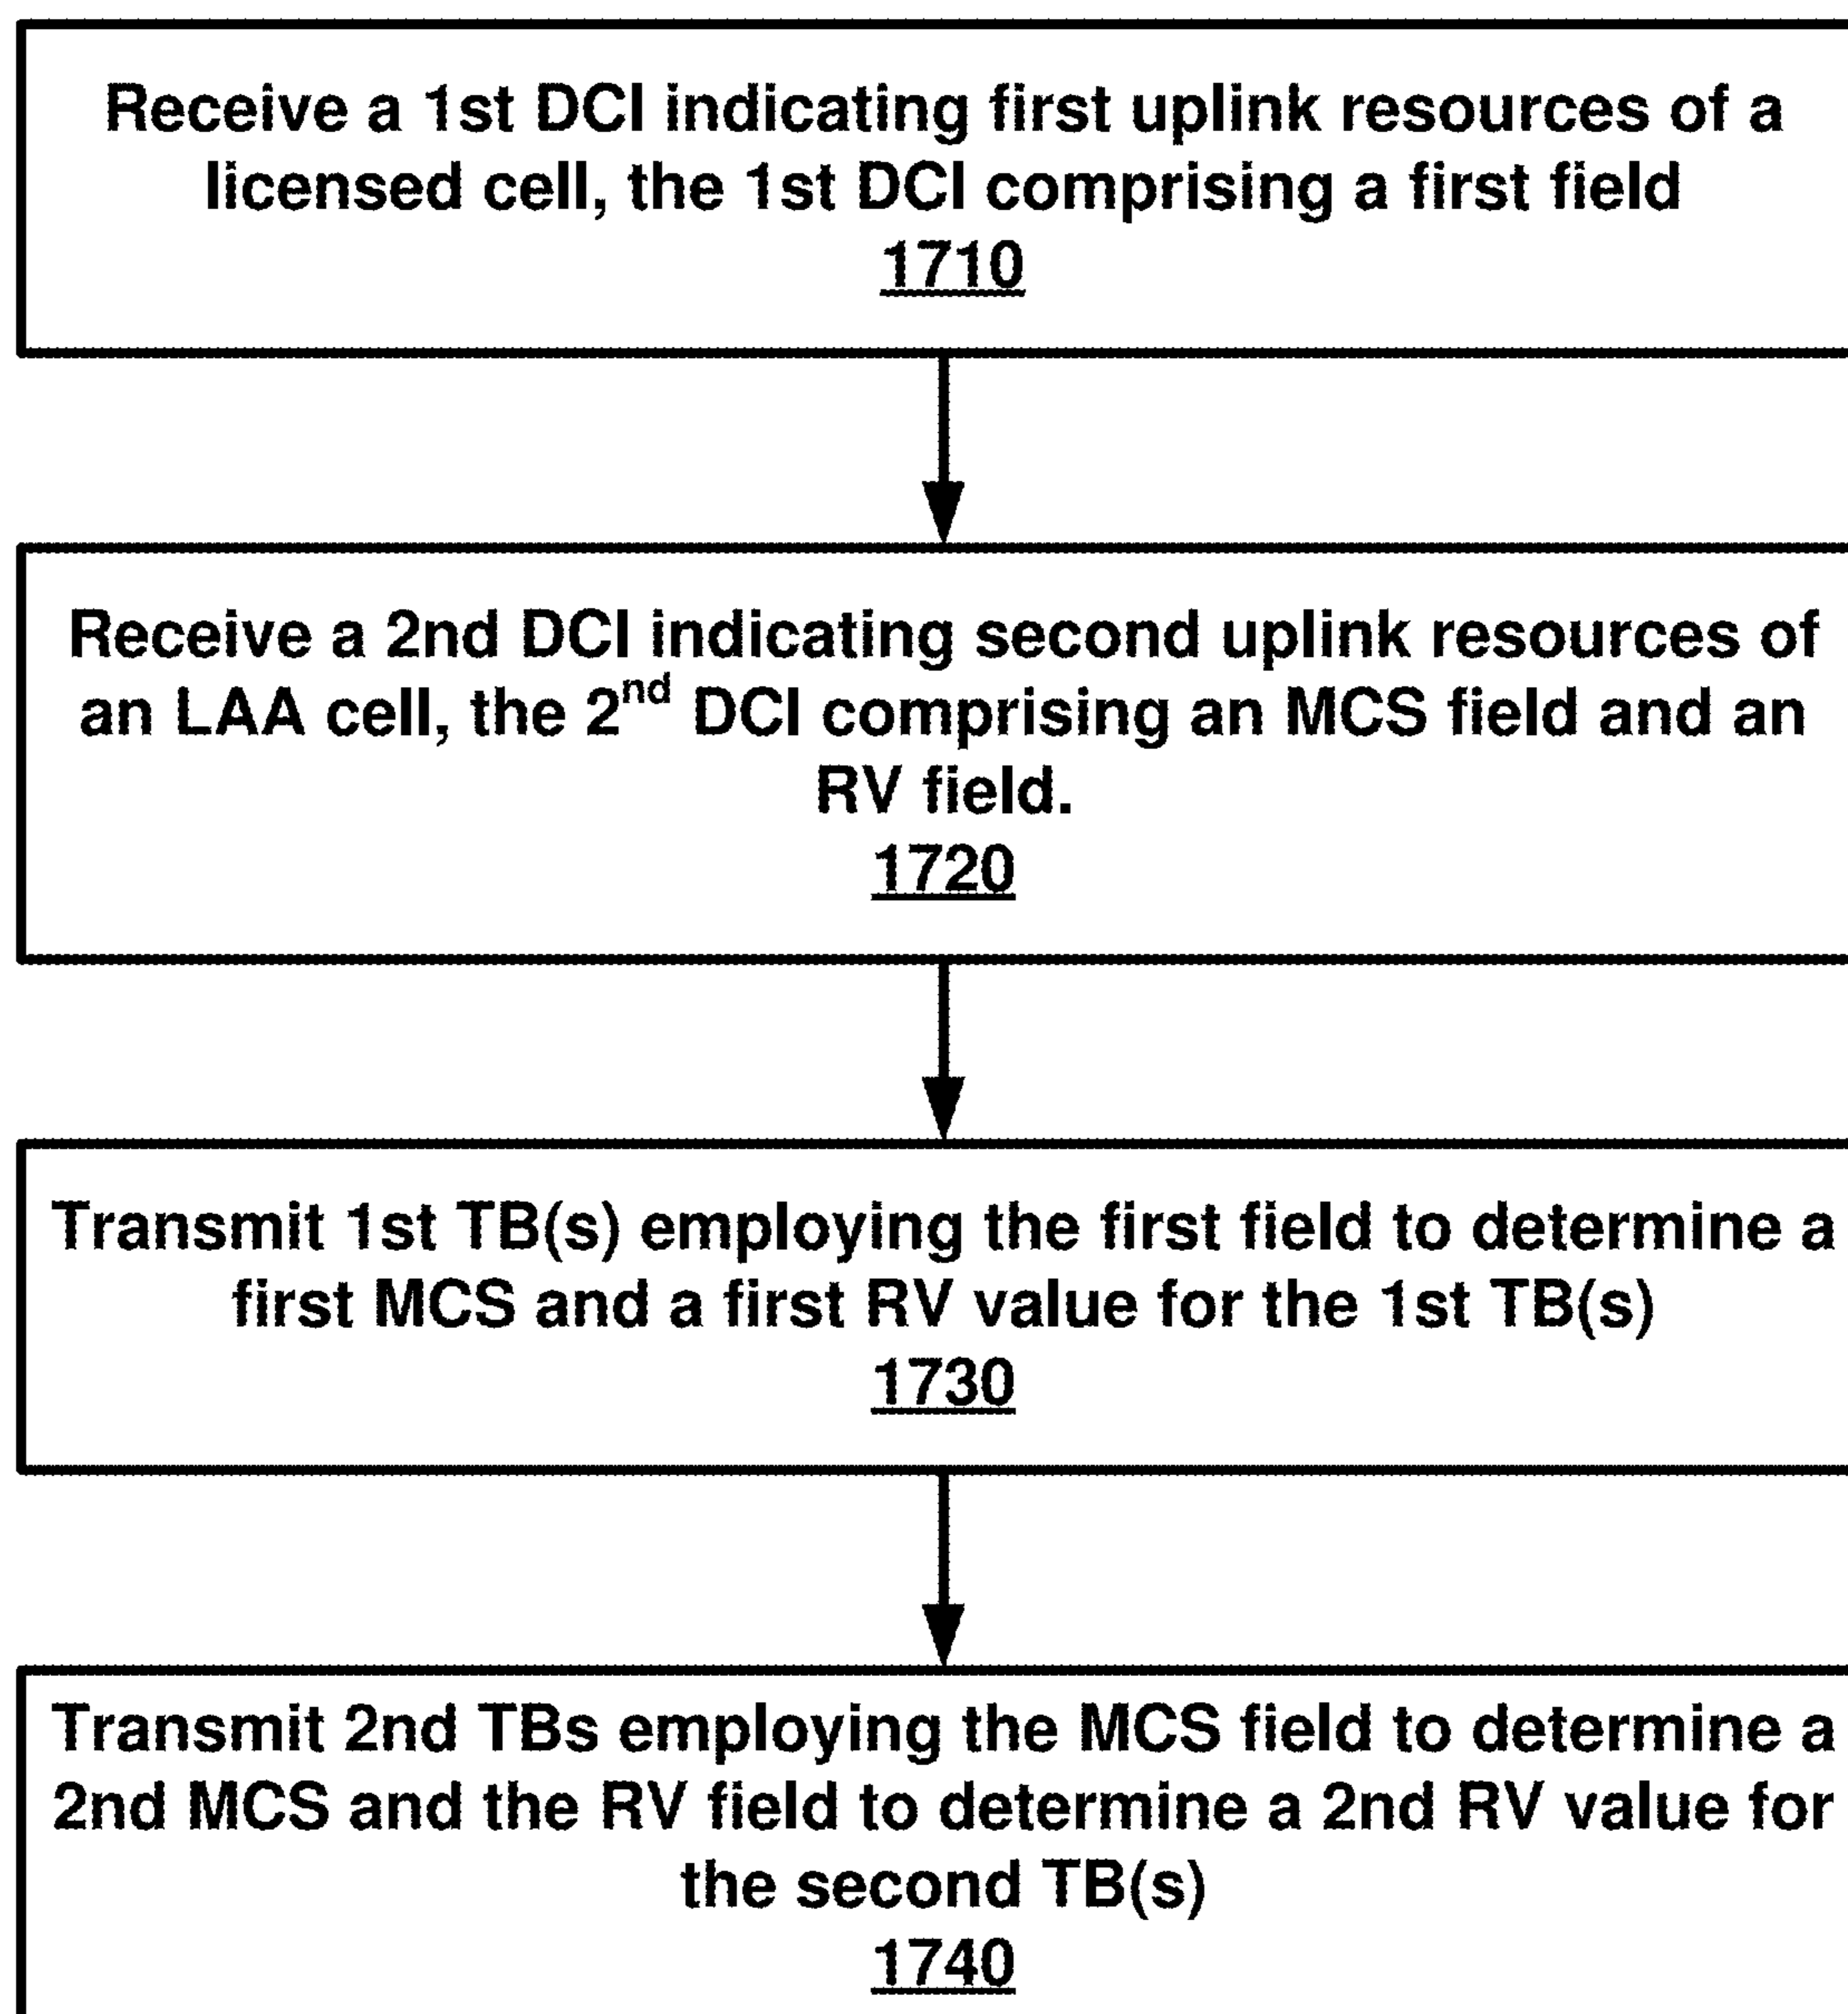 Receive a 1st DCI indicating first uplink resources of a
licensed cell, the 1st DCI comprising a first field
1710
Receive a 2nd DCI indicating second uplink resources of
an LAA cell, the 2nd DCI comprising an MCS field and an
RV field.
1720
Transmit 1st TB(s) employing the first field to determine a
first MCS and a first RV value for the 1st TB(s)
1730
Transmit 2nd TBs employing the MCS field to determine a
2nd MCS and the RV field to determine a 2nd RV value for
the second TB(s)
1740